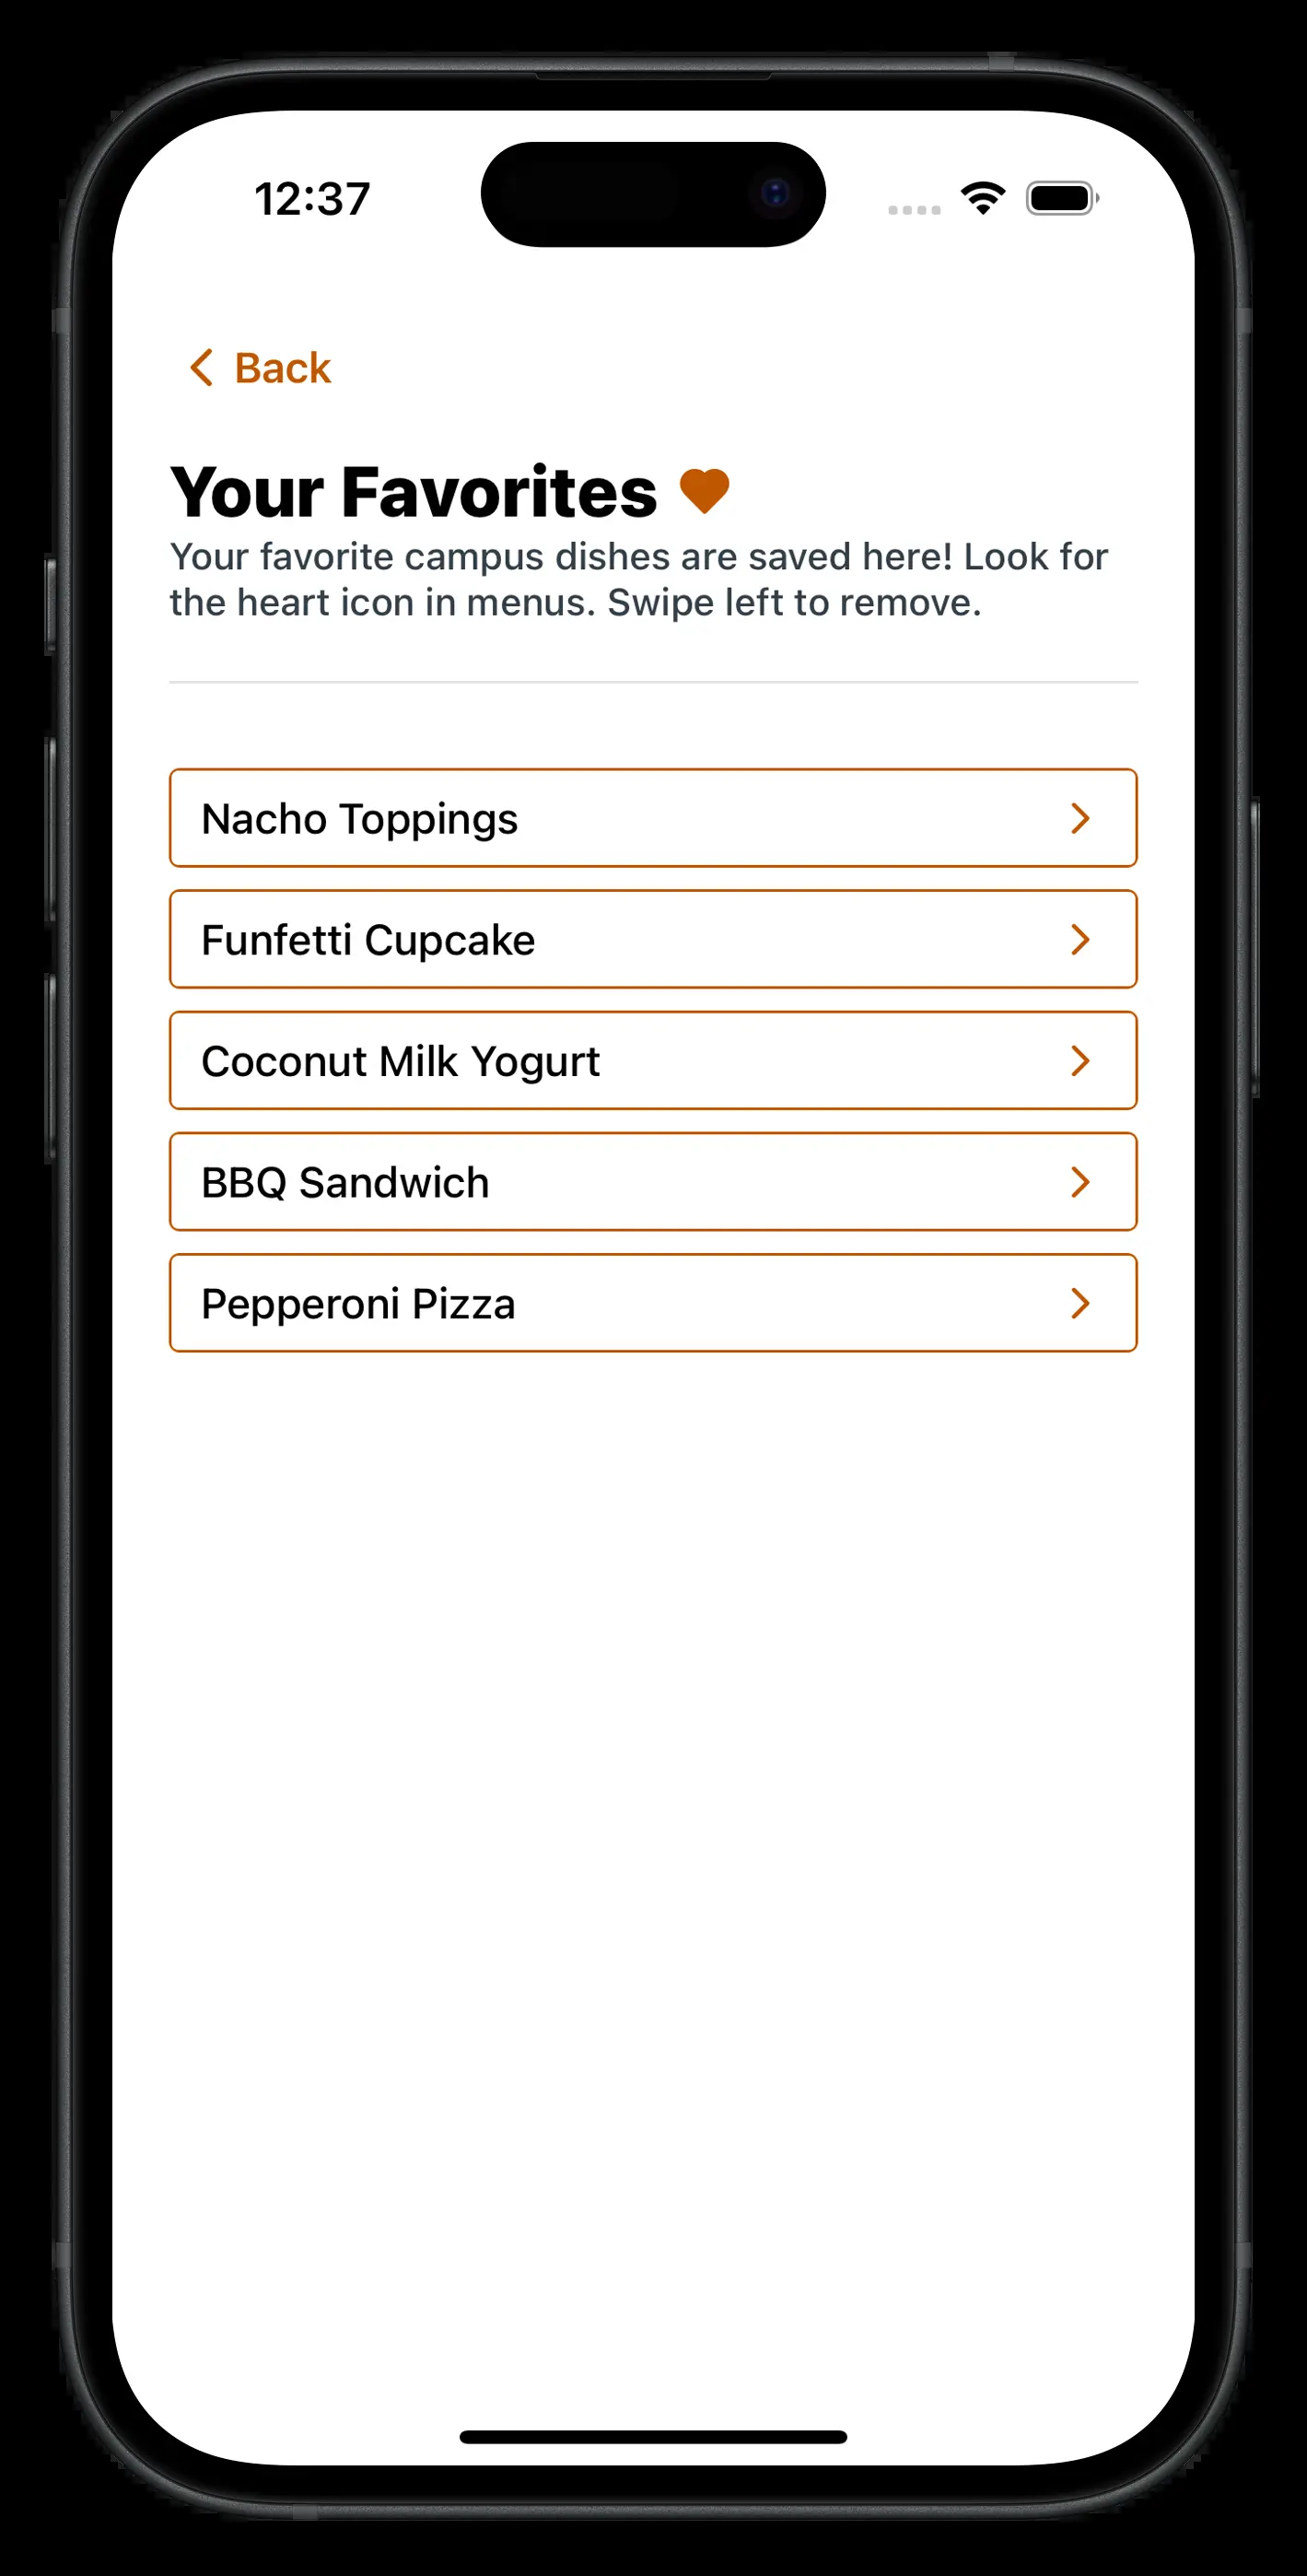 12:37
Back
Your Favorites
Your favorite campus dishes are saved here! Look for
the heart icon in menus. Swipe left to remove.
Nacho Toppings
Funfetti Cupcake
Coconut Milk Yogurt
BBQ Sandwich
Pepperoni Pizza